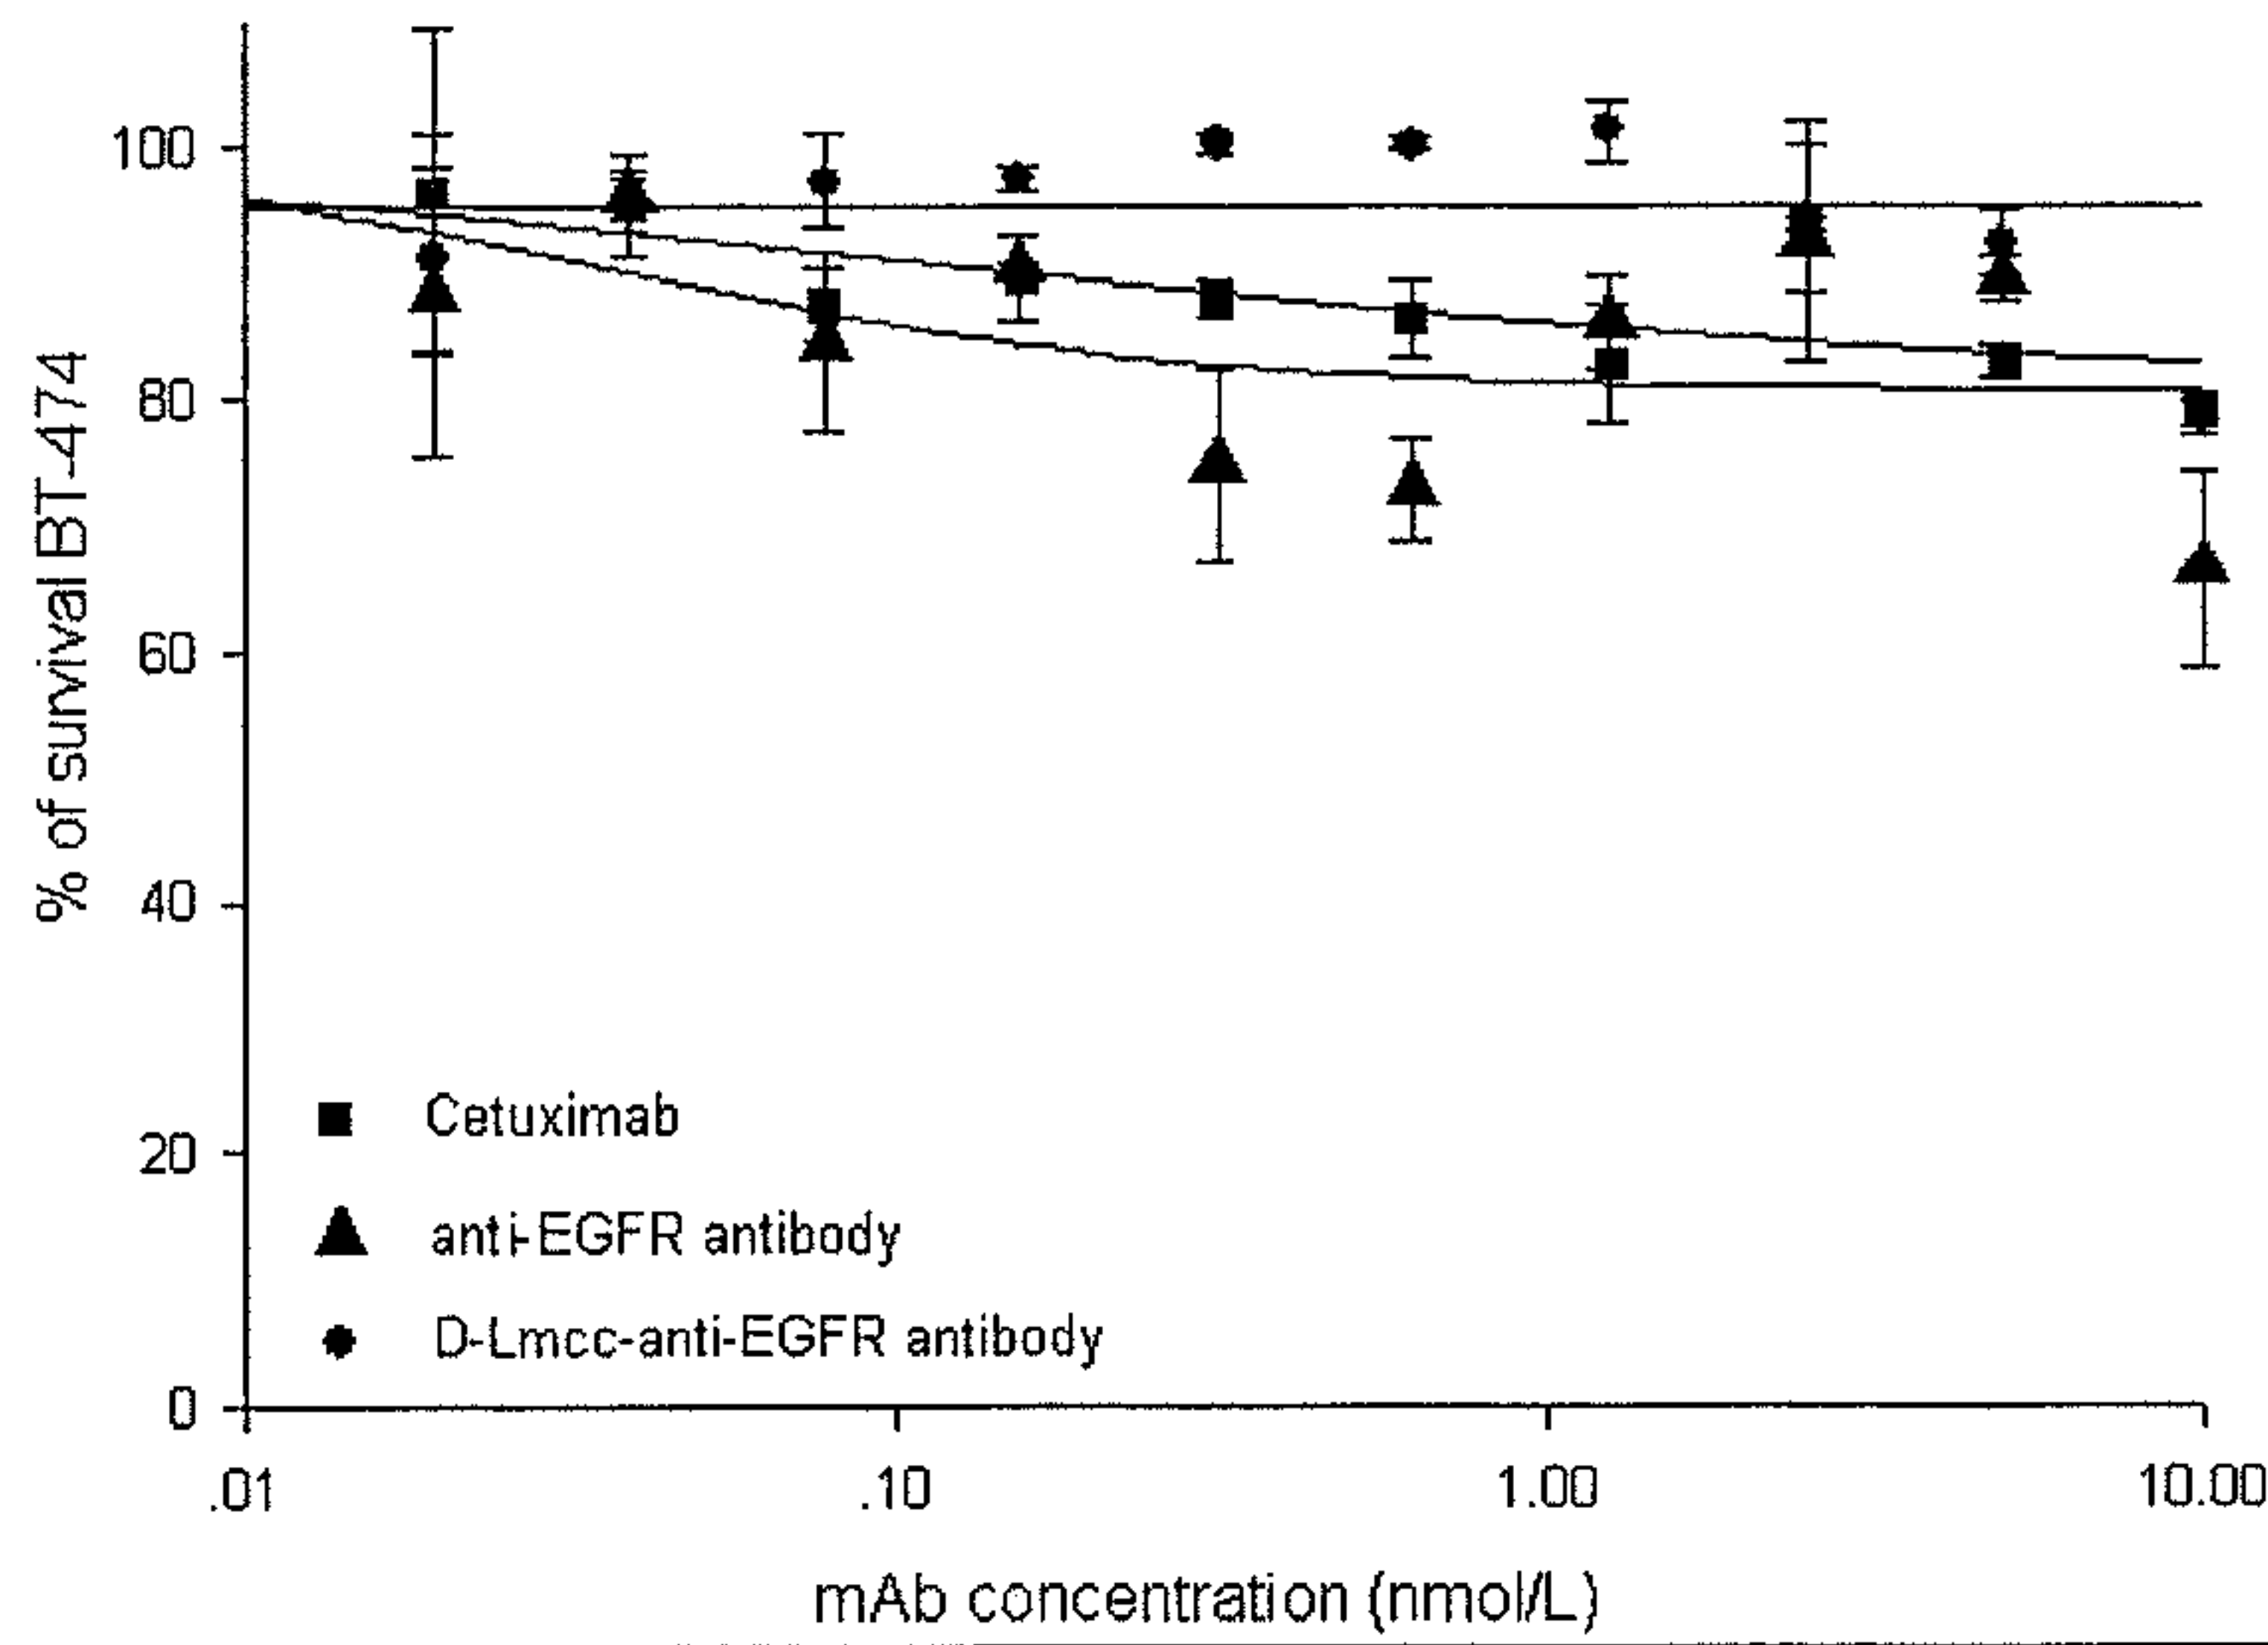 % of survival BT-474
100
80
60
40
20
0
Cetuximab
anti-EGFR antibody
D-Lmcc-anti-EGFR antibody
.01
.10
1.00
10.00
mAb concentration (nmol/L)